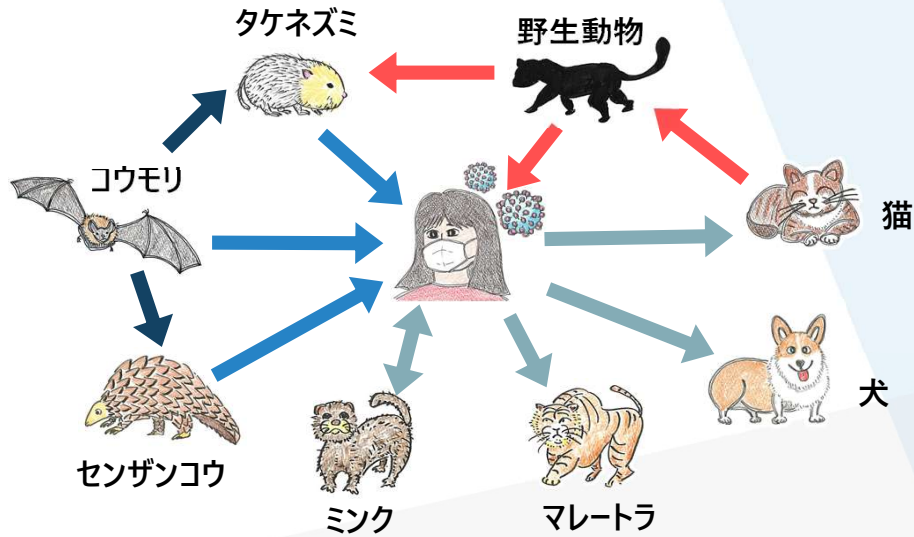 タケネズミ
野生動物
コウモリ
猫
犬
センザンコウ
ミンク
マレートラ